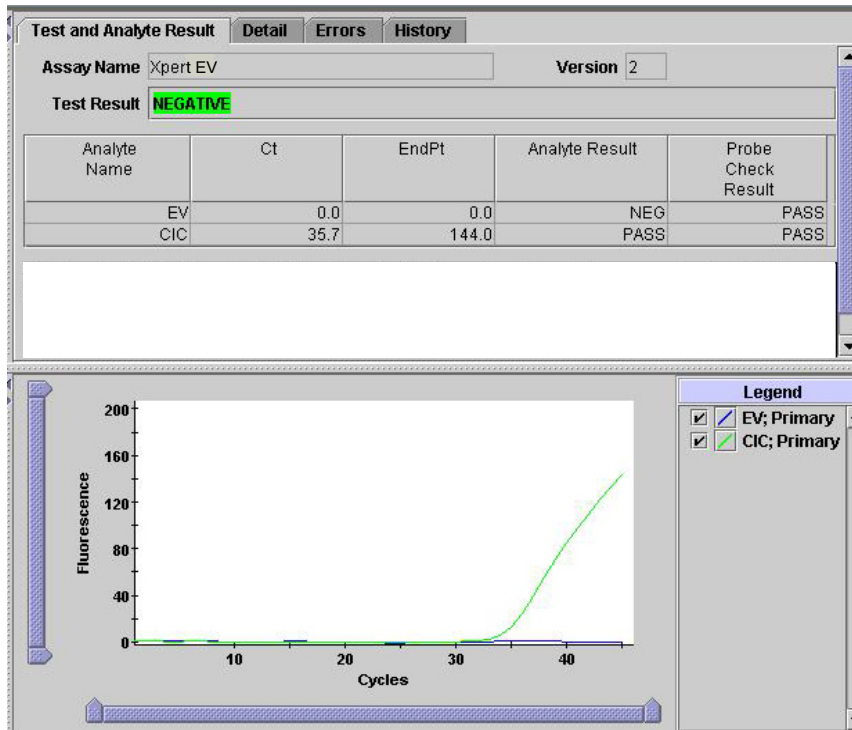 Test and Analyte Result Detail Errors History
Assay Name Xpert EV Version 2
Test Result NEGATIVE
Analyte Name Ct EndPt Analyte Result Probe Check Result
EV 0.0 0.0 NEG PASS
CIC 35.7 144.0 PASS PASS
Legend
EV; Primary
CIC; Primary
Fluorescence
200
160
120
80
40
0
10 20 30 40
Cycles